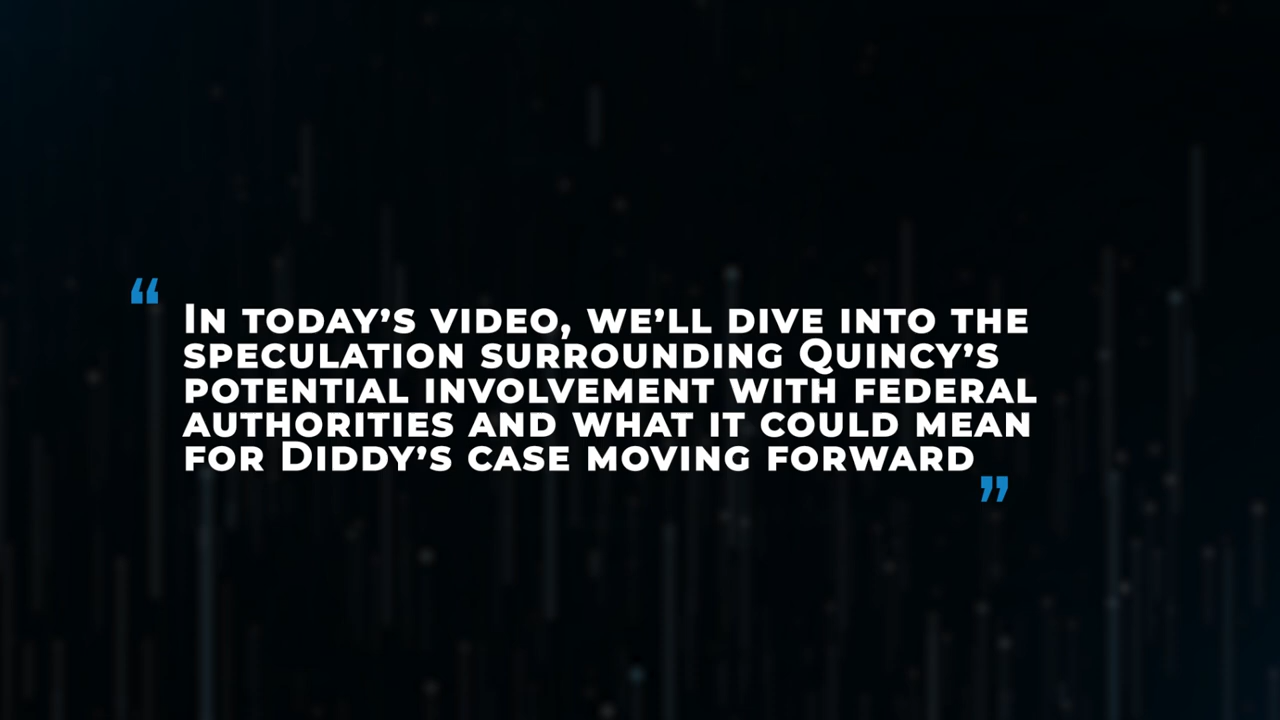 “ In today’s video, we’ll dive into the
speculation surrounding Quincy’s
potential involvement with federal
authorities and what it could mean
for Diddy’s case moving forward ”